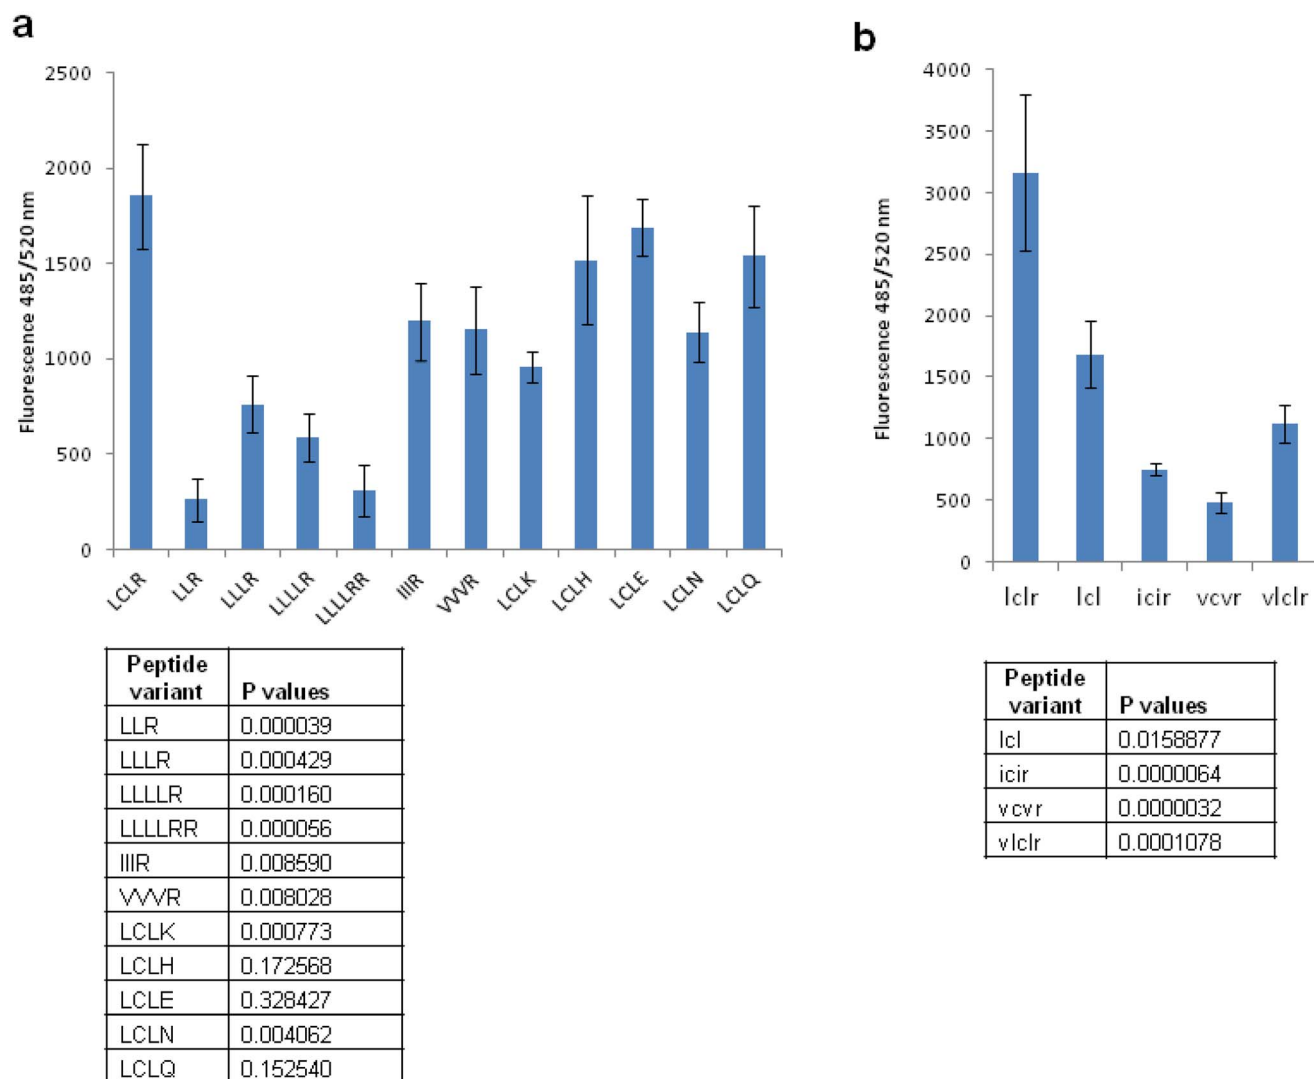 a
Fluorescence 485/520 nm
2500
2000
1500
1000
500
0
LCLR
LLR
LLLR
LLLLR
LLLLRR
IIIR
VVVR
LCLK
LCLH
LCLE
LCLN
LCLQ
Peptide variant P values
LLR 0.000039
LLLR 0.000429
LLLLR 0.000160
LLLLRR 0.000056
IIIR 0.008590
VVVR 0.008028
LCLK 0.000773
LCLH 0.172568
LCLE 0.328427
LCLN 0.004062
LCLQ 0.152540
b
Fluorescence 485/520 nm
4000
3500
3000
2500
2000
1500
1000
500
0
lclr lcl icir vcvr vlclr
Peptide variant P values
lcl 0.0158877
icir 0.0000064
vcvr 0.0000032
vlclr 0.0001078